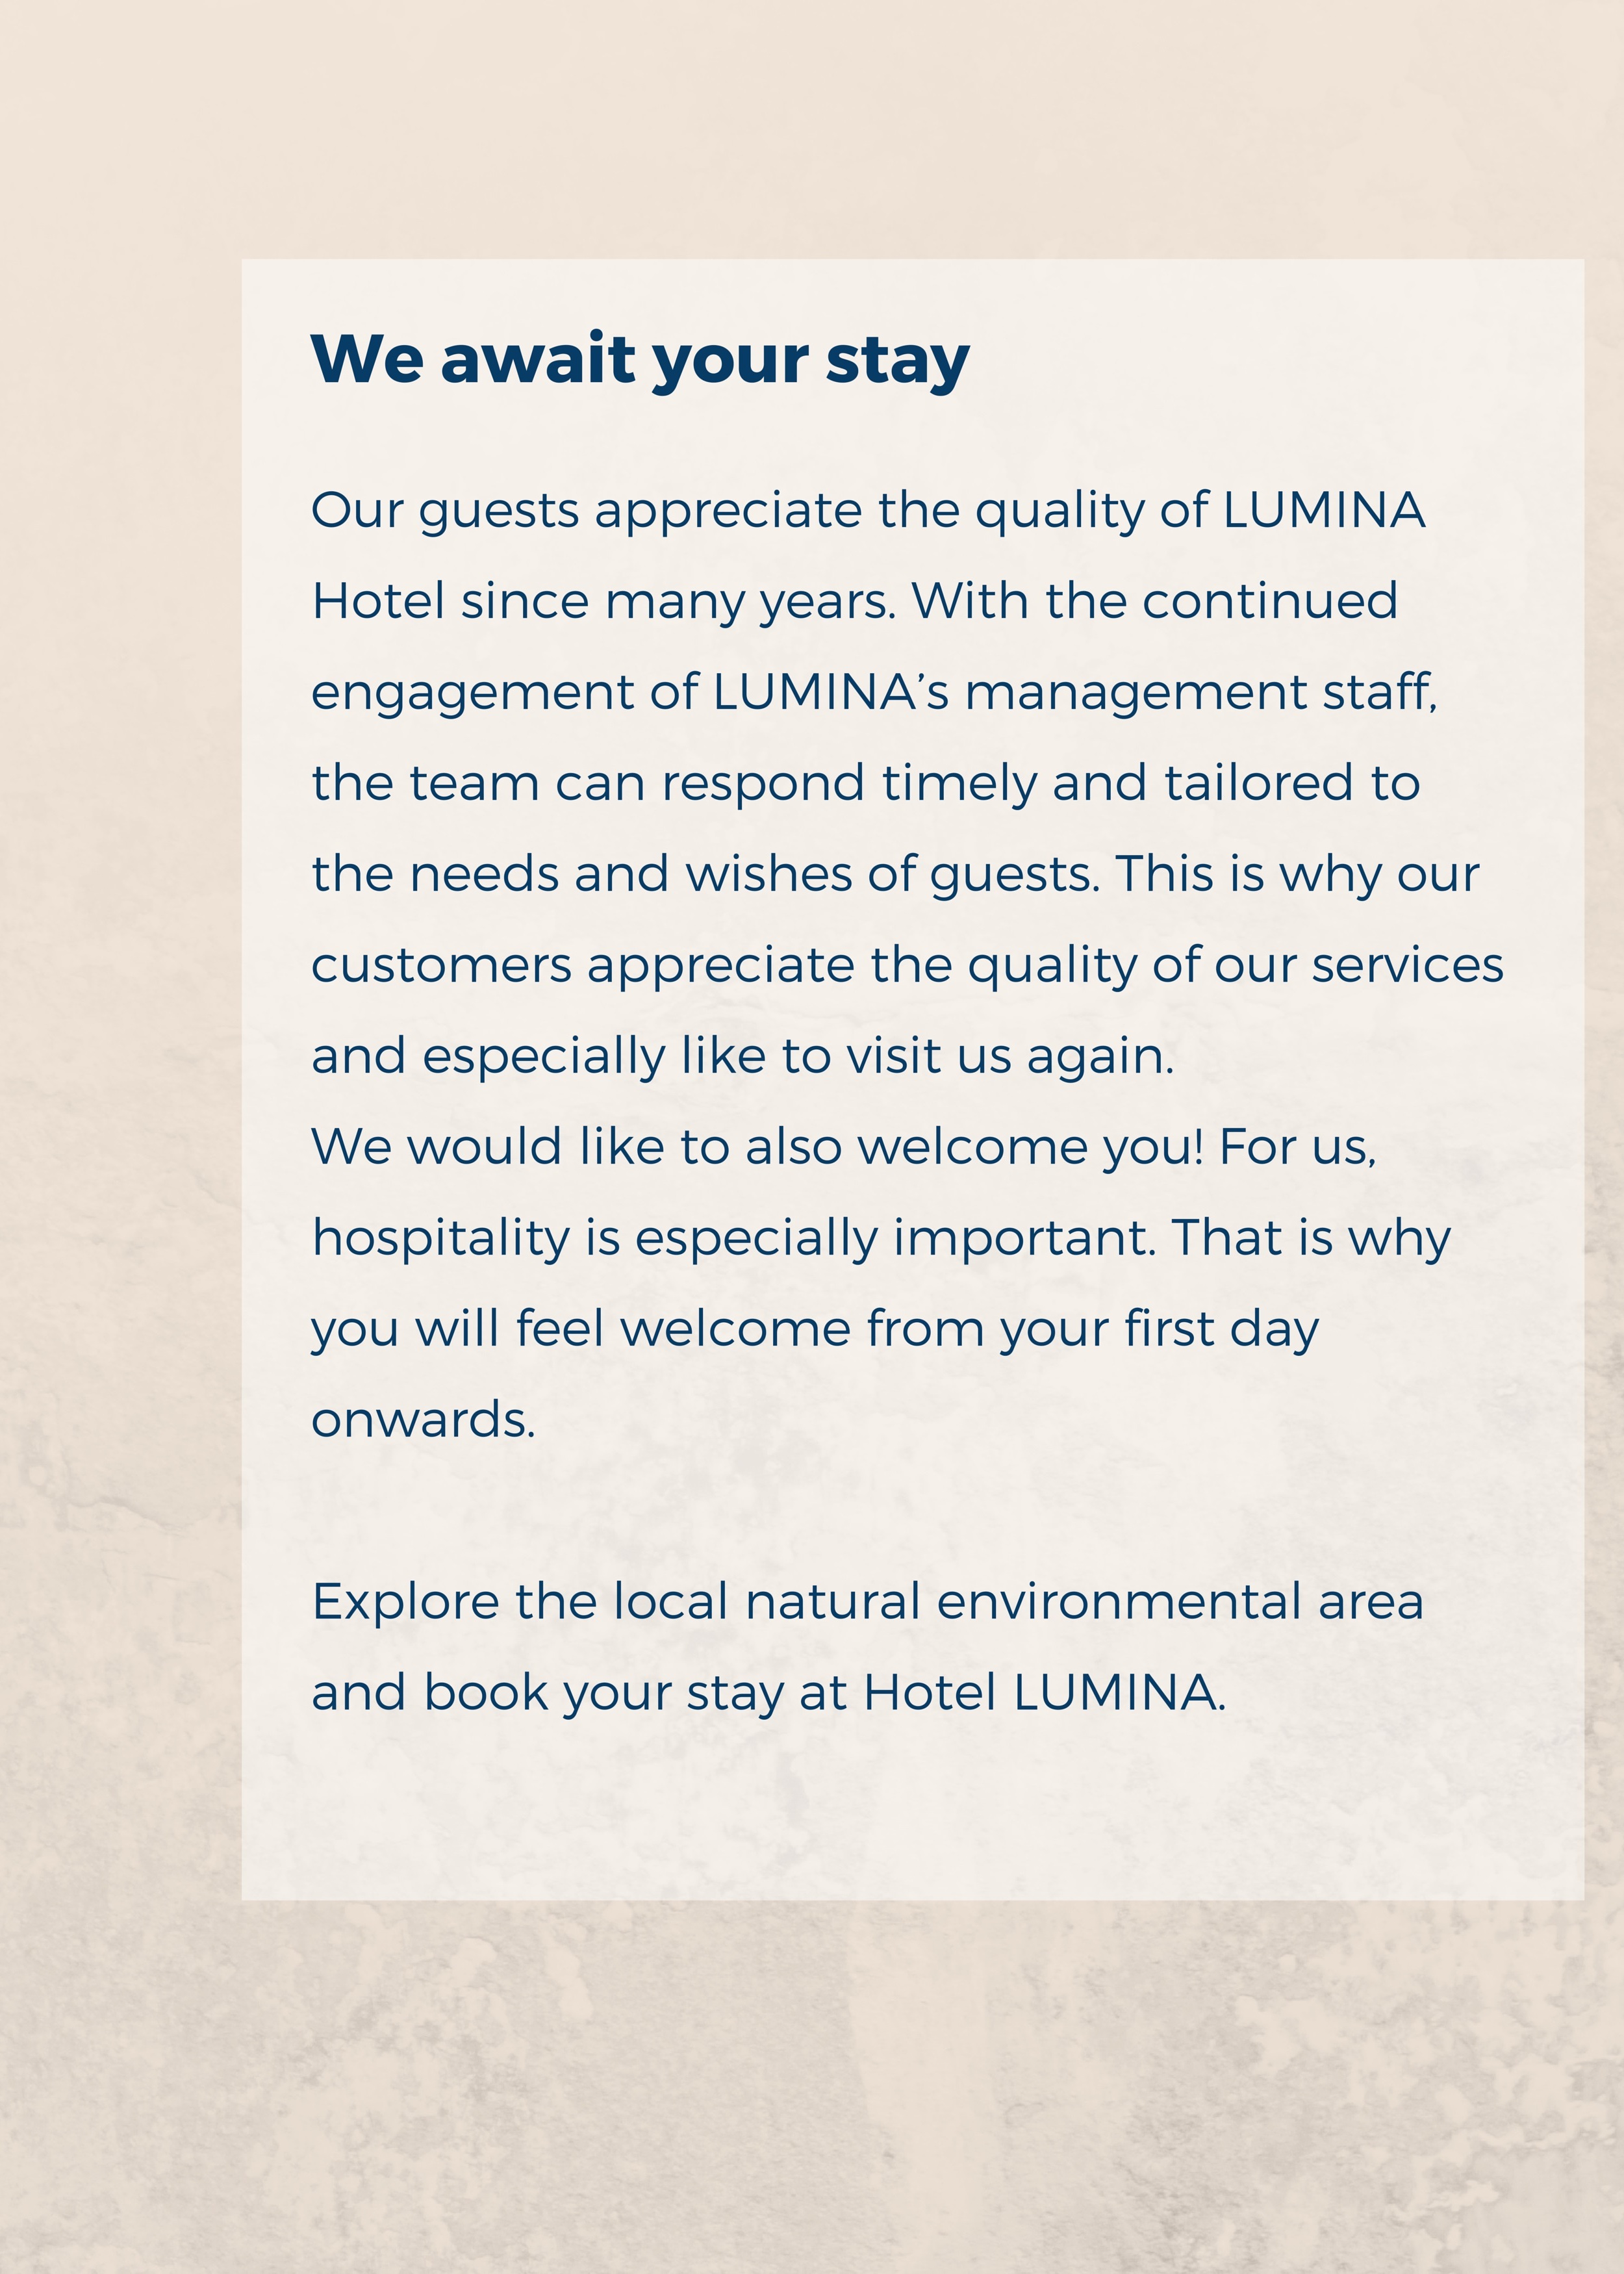 We await your stay
Our guests appreciate the quality of LUMINA
Hotel since many years. With the continued
engagement of LUMINA’s management staff,
the team can respond timely and tailored to
the needs and wishes of guests. This is why our
customers appreciate the quality of our services
and especially like to visit us again.
We would like to also welcome you! For us,
hospitality is especially important. That is why
you will feel welcome from your first day
onwards.
Explore the local natural environmental area
and book your stay at Hotel LUMINA.